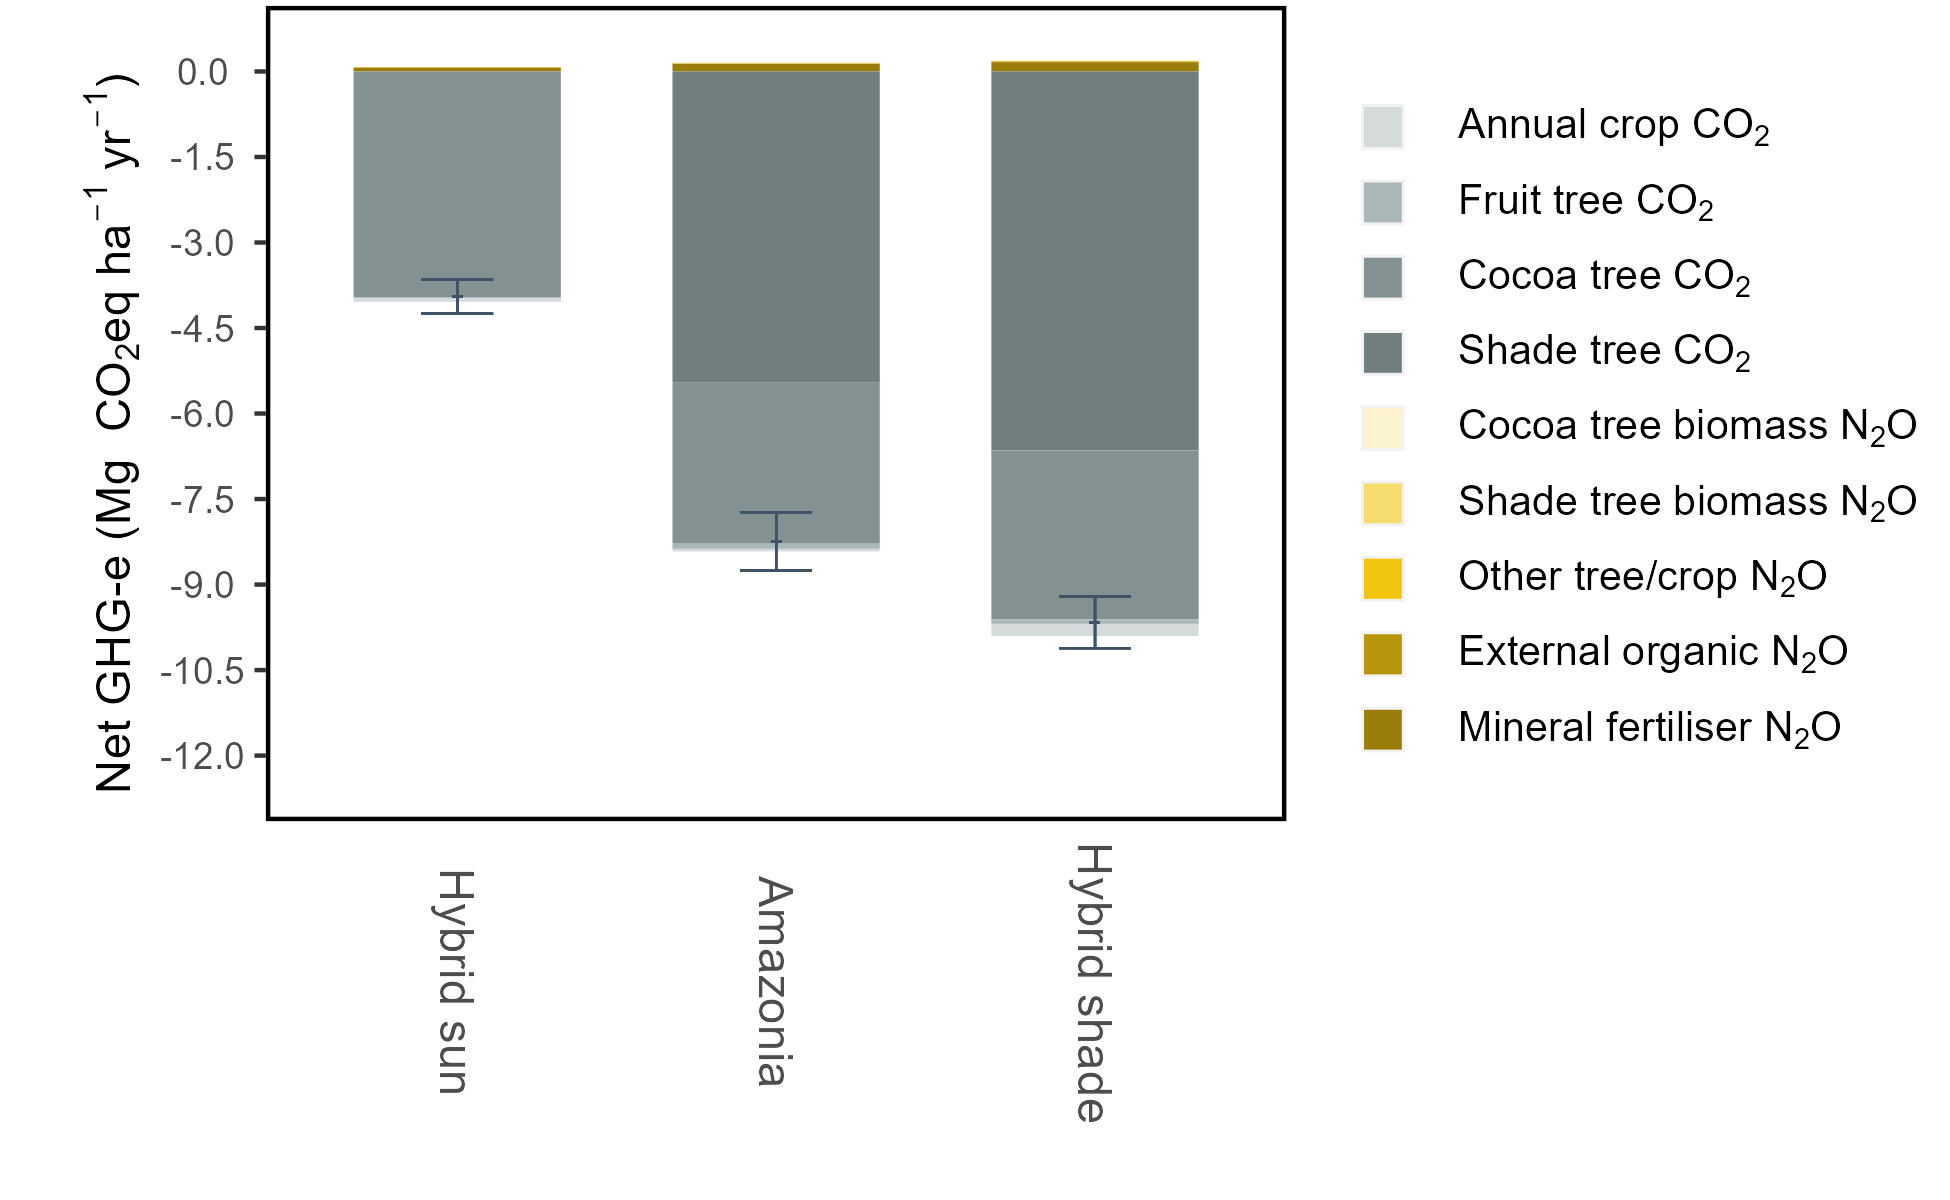 Net GHG-e (Mg CO₂eq ha⁻¹ yr⁻¹)
0.0
-1.5
-3.0
-4.5
-6.0
-7.5
-9.0
-10.5
-12.0
Hybrid sun
Amazonia
Hybrid shade
Annual crop CO₂
Fruit tree CO₂
Cocoa tree CO₂
Shade tree CO₂
Cocoa tree biomass N₂O
Shade tree biomass N₂O
Other tree/crop N₂O
External organic N₂O
Mineral fertiliser N₂O